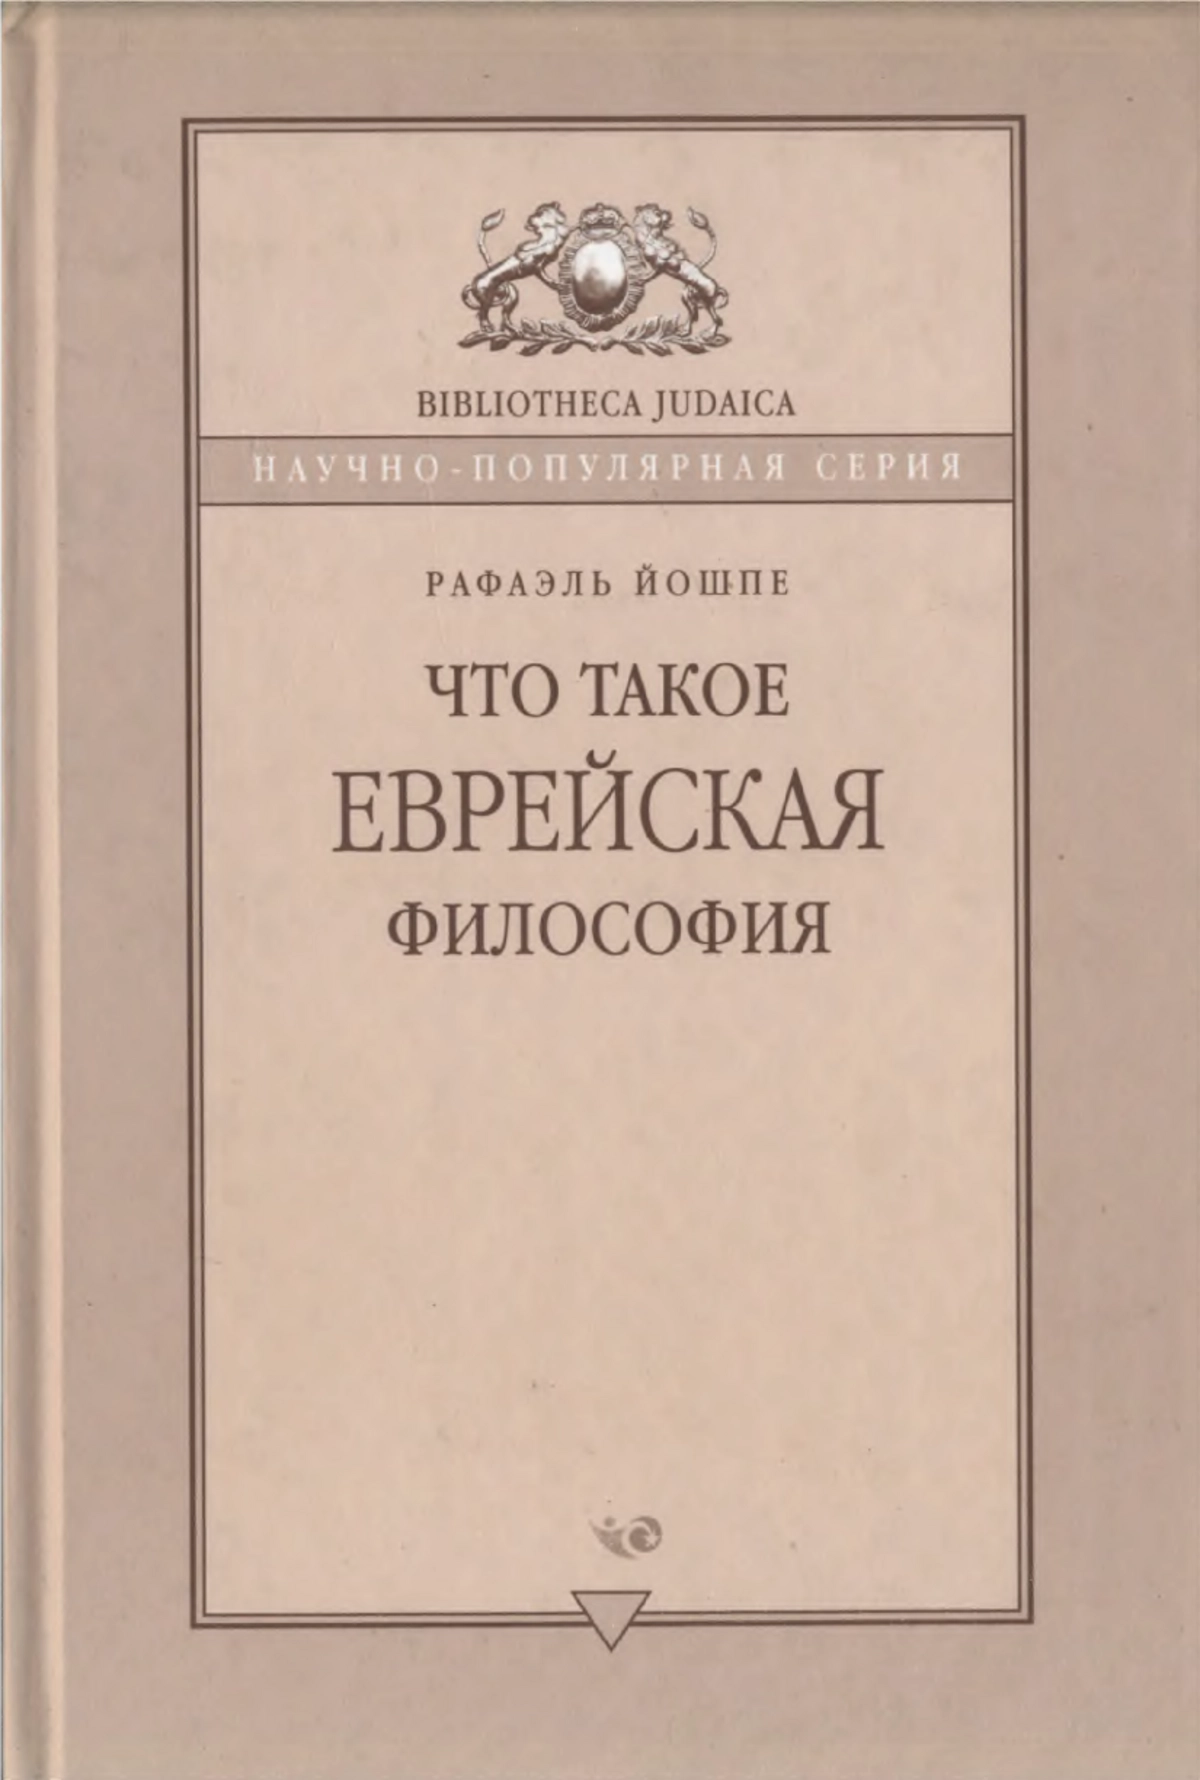 BIBLIOTHECA JUDAICA
НАУЧНО-ПОПУЛЯРНАЯ СЕРИЯ
РАФАЭЛЬ ЙОШПЕ
ЧТО ТАКОЕ
ЕВРЕЙСКАЯ
ФИЛОСОФИЯ